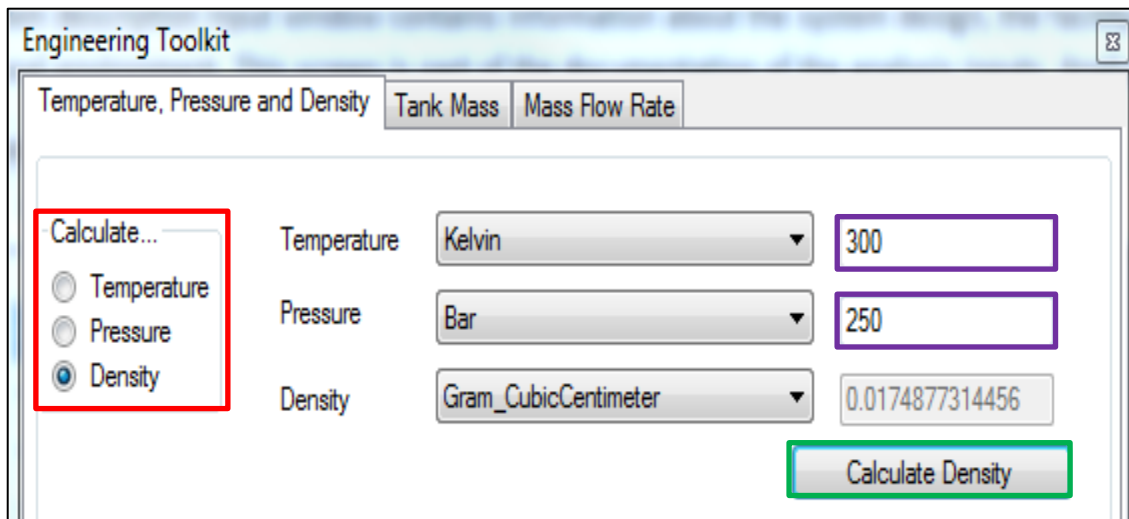 Engineering Toolkit
Temperature, Pressure and Density Tank Mass Mass Flow Rate
Calculate...
Temperature
Pressure
Density
Temperature Kelvin 300
Pressure Bar 250
Density Gram_CubicCentimeter 0.0174877314456
Calculate Density